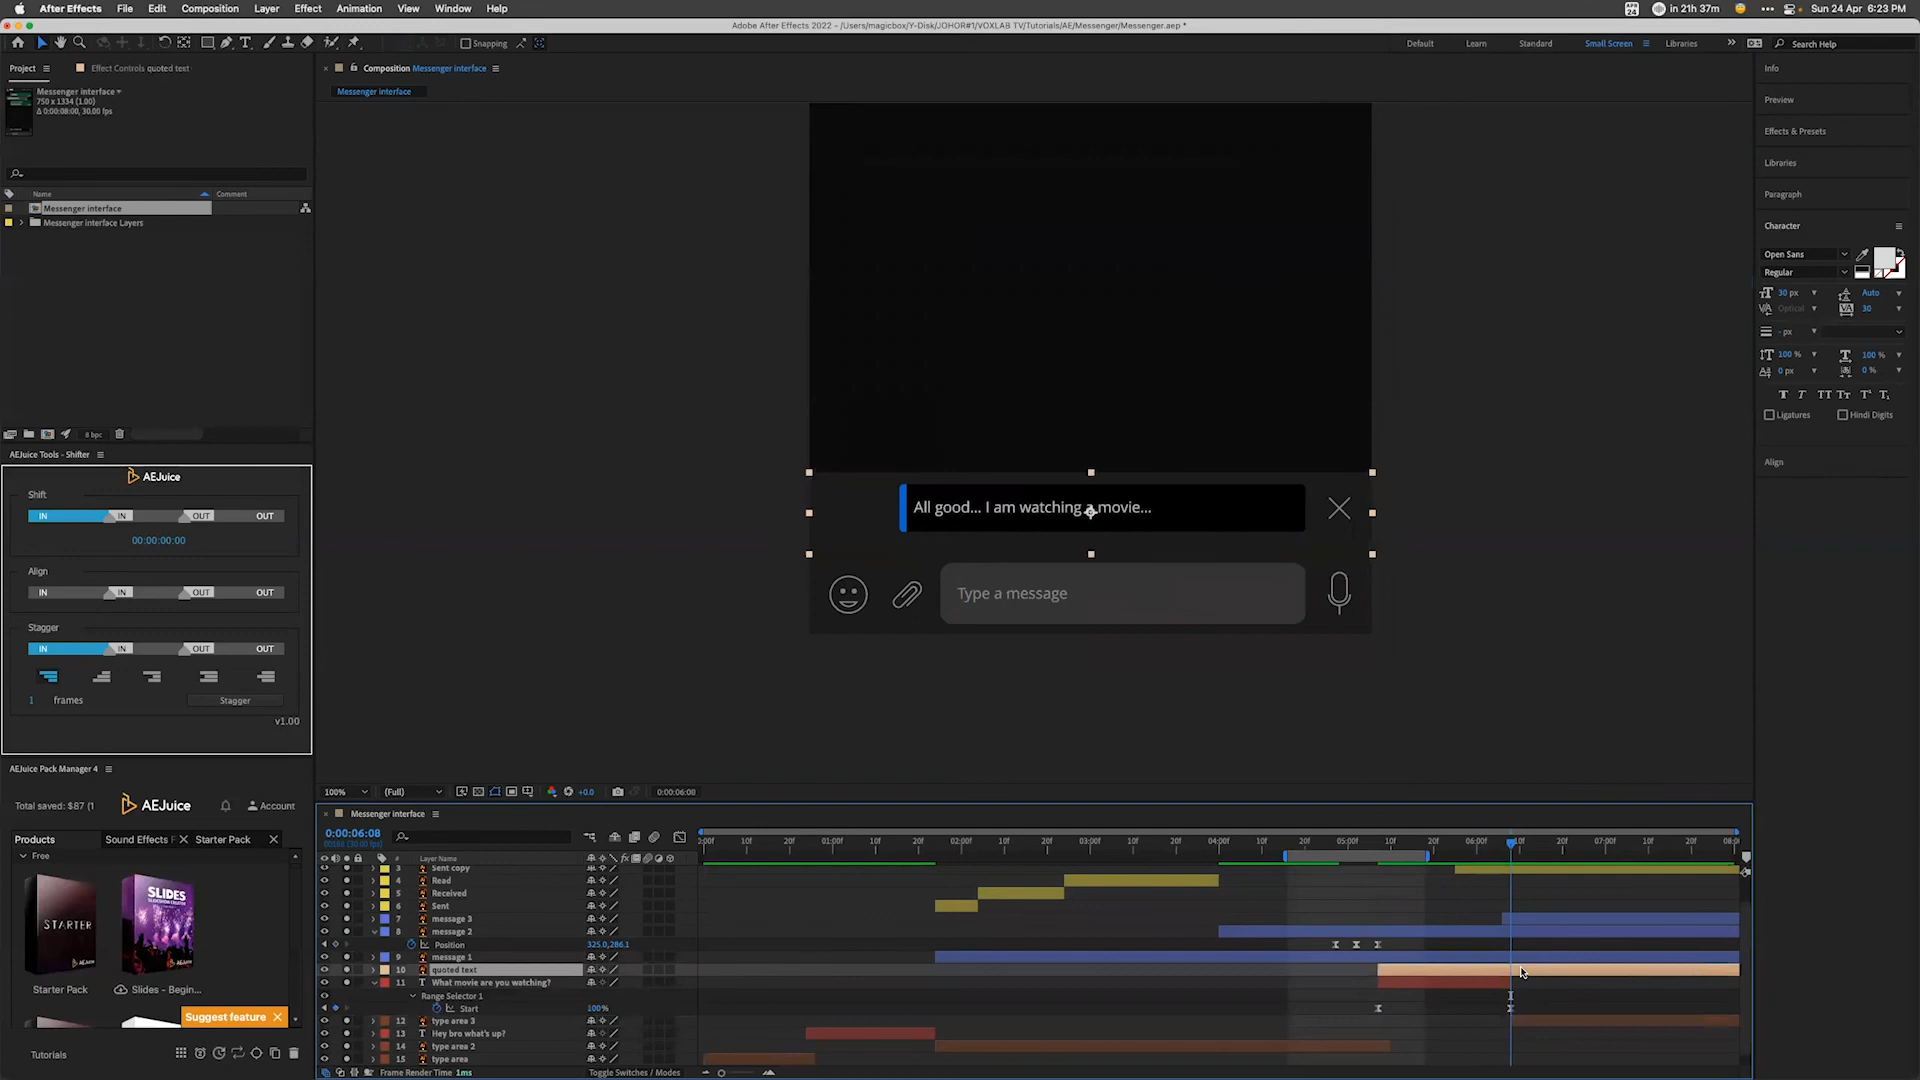 After Effects File Edit Composition Layer Effect Animation View Window Help
APR 24 in 21h 37m Sun 24 Apr 6:23 PM
Adobe After Effects 2022 - /Users/magicbox/Y-Disk/JOHOR#1/VOXLAB TV/Tutorials/AE/Messenger/Messenger.aep *
Snapping Default Learn Standard Small Screen Libraries Search Help
Project Effect Controls quoted text Composition Messenger interface
Messenger interface
750 x 1334 (1.00)
Δ 0:00:08:00, 30.00 fps
Messenger interface
Name Comment
Messenger interface
Messenger interface Layers
8 bpc
AEJuice Tools - Shifter
AEJuice
Shift
IN IN OUT OUT
00:00:00:00
Align
IN IN OUT OUT
Stagger
IN IN OUT OUT
1 frames Stagger
v1.00
AEJuice Pack Manager 4
Total saved: $87 (1 AEJuice Account
Products Sound Effects F Starter Pack
Free
STARTER
SLIDES
Starter Pack Slides - Begin...
Suggest feature
Tutorials
All good... I am watching a movie...
Type a message
100% (Full) +0.0 0:00:06:00
Info
Preview
Effects & Presets
Libraries
Paragraph
Character
Open Sans
Regular
30 px Auto
Optical 30
- px
100 % 100 %
0 px 0 %
T T TT Tt T¹ T₁
Ligatures Hindi Digits
Align
Messenger interface
0:00:06:08
# Layer Name fx
:00f 10f 20f 01:00f 10f 20f 02:00f 10f 20f 03:00f 10f 20f 04:00f 10f 20f 05:00f 10f 20f 06:00f 10f 20f 07:00f 10f 20f 08:0
3 Sent copy
4 Read
5 Received
6 Sent
7 message 3
8 message 2
Position 325.0,286.1
9 message 1
10 quoted text
11 T What movie are you watching?
Range Selector 1
Start 100%
12 type area 3
13 T Hey bro what's up?
14 type area 2
15 type area
Frame Render Time 1ms Toggle Switches / Modes